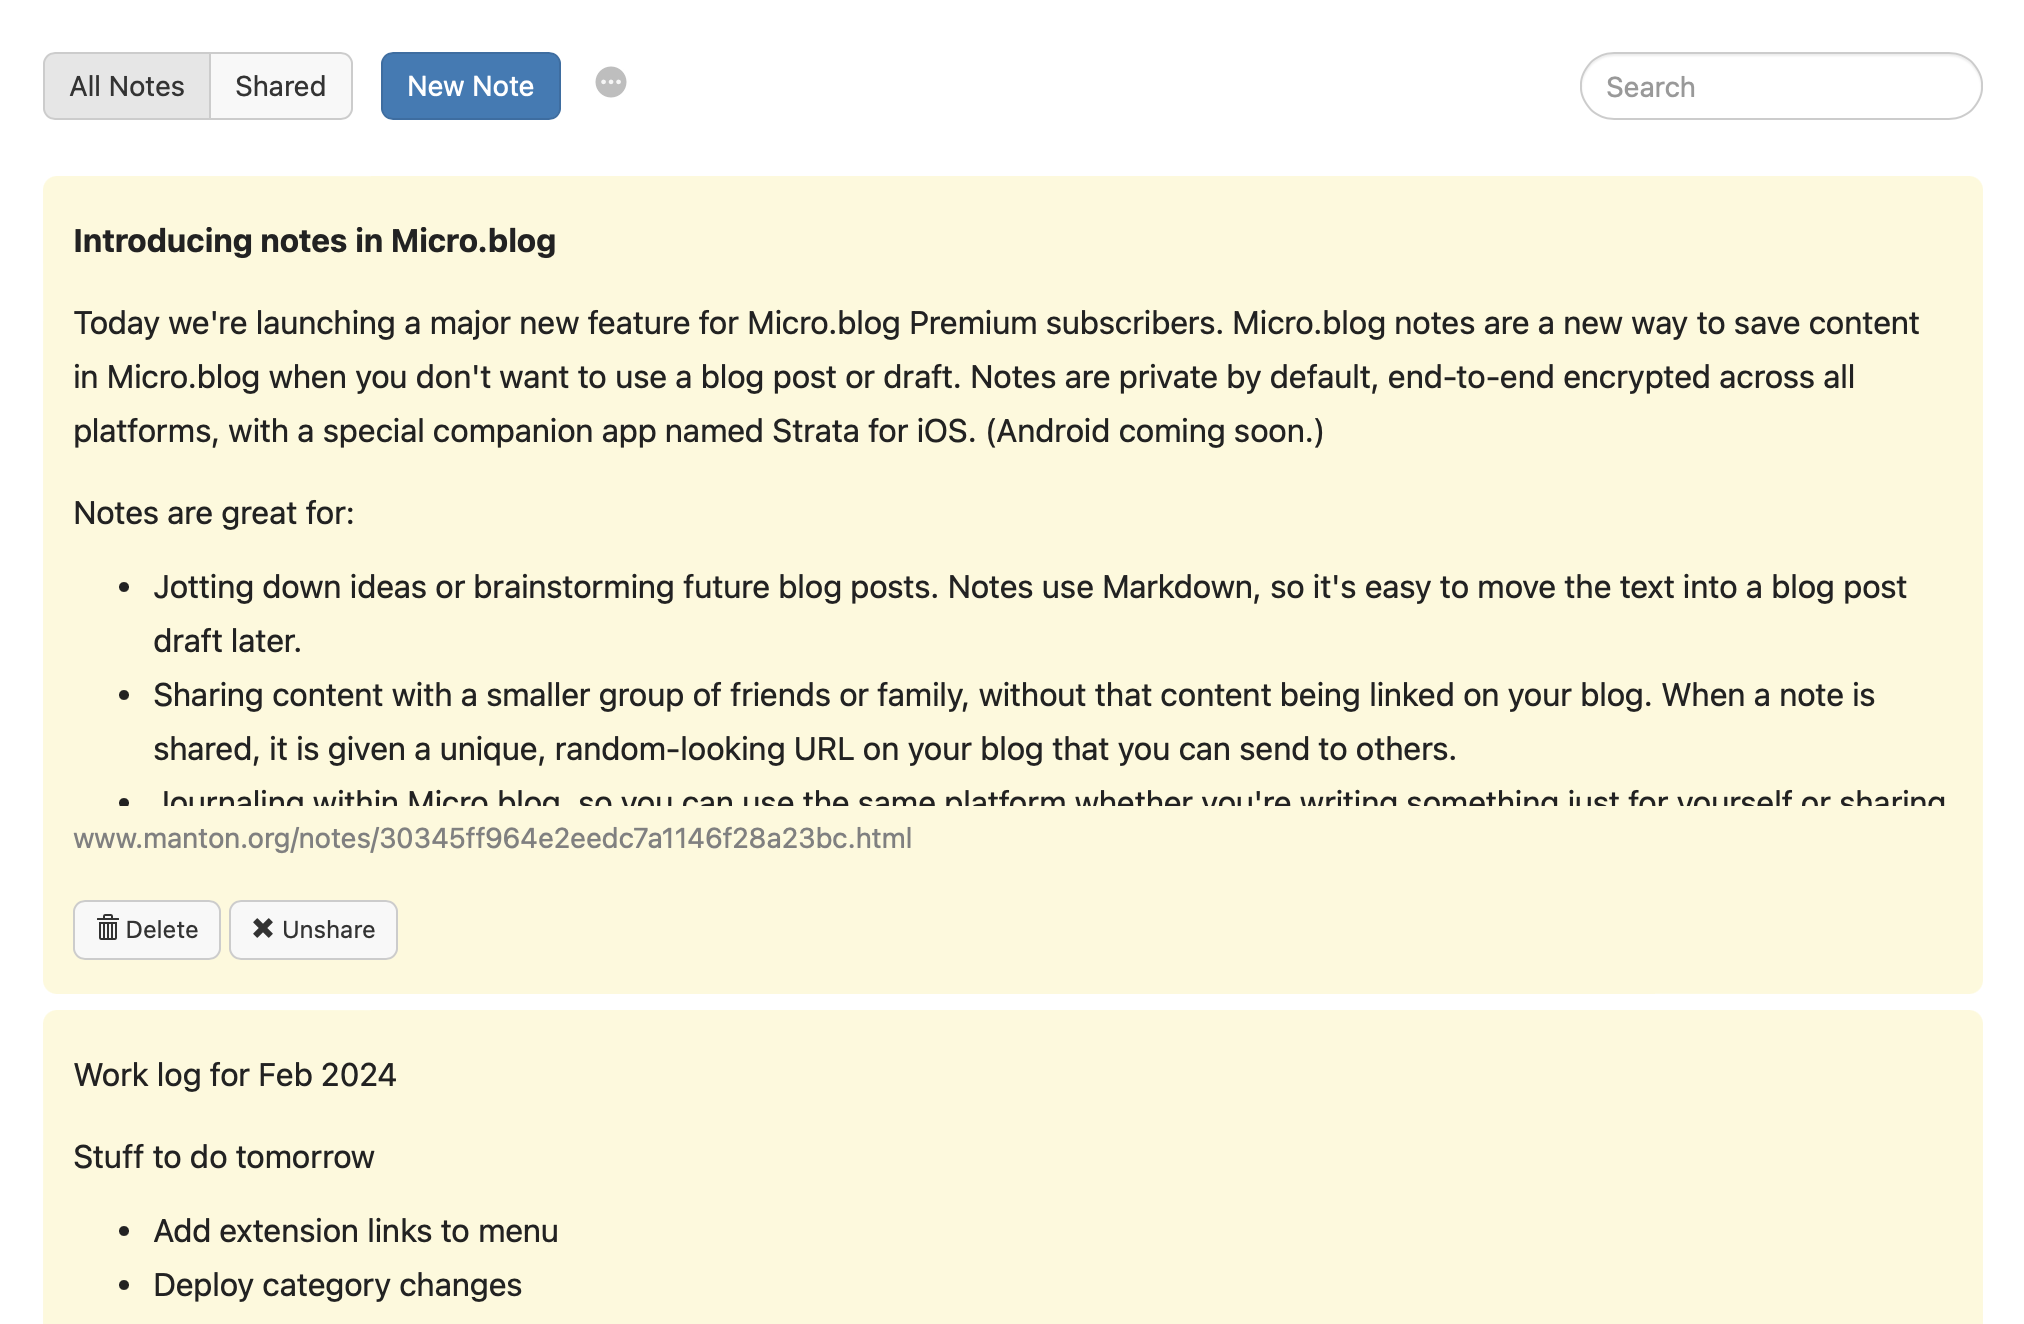 All Notes
Shared
New Note
Search
Introducing notes in Micro.blog
Today we're launching a major new feature for Micro.blog Premium subscribers. Micro.blog notes are a new way to save content
in Micro.blog when you don't want to use a blog post or draft. Notes are private by default, end-to-end encrypted across all
platforms, with a special companion app named Strata for iOS. (Android coming soon.)
Notes are great for:
• Jotting down ideas or brainstorming future blog posts. Notes use Markdown, so it's easy to move the text into a blog post
draft later.
• Sharing content with a smaller group of friends or family, without that content being linked on your blog. When a note is
shared, it is given a unique, random-looking URL on your blog that you can send to others.
• Journaling within Micro.blog, so you can use the same platform whether you're writing something just for yourself or sharing
www.manton.org/notes/30345ff964e2eedc7a1146f28a23bc.html
Delete
Unshare
Work log for Feb 2024
Stuff to do tomorrow
• Add extension links to menu
• Deploy category changes